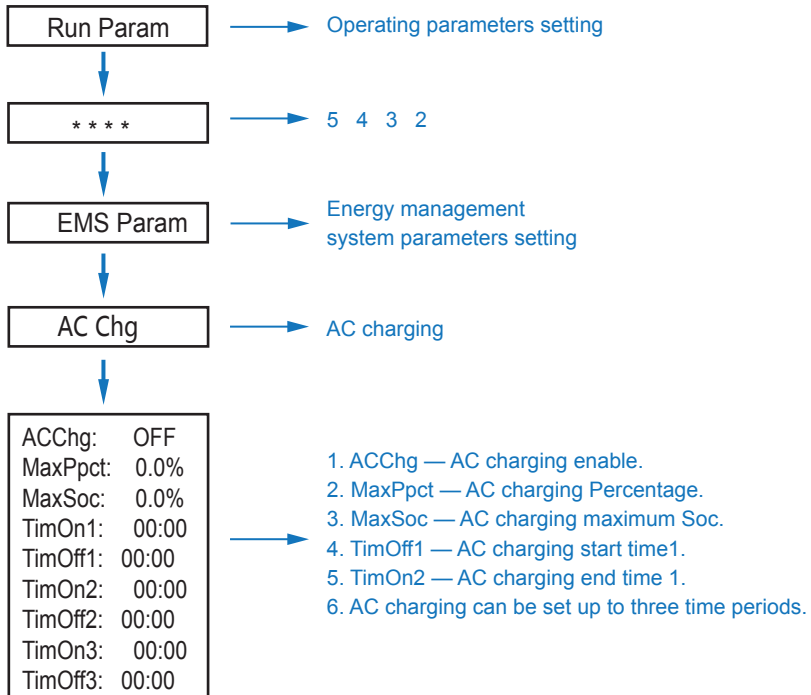 Run Param
Operating parameters setting
* * * *
5 4 3 2
EMS Param
Energy management
system parameters setting
AC Chg
AC charging
ACChg: OFF
MaxPpct: 0.0%
MaxSoc: 0.0%
TimOn1: 00:00
TimOff1: 00:00
TimOn2: 00:00
TimOff2: 00:00
TimOn3: 00:00
TimOff3: 00:00
1. ACChg — AC charging enable.
2. MaxPpct — AC charging Percentage.
3. MaxSoc — AC charging maximum Soc.
4. TimOff1 — AC charging start time1.
5. TimOn2 — AC charging end time 1.
6. AC charging can be set up to three time periods.